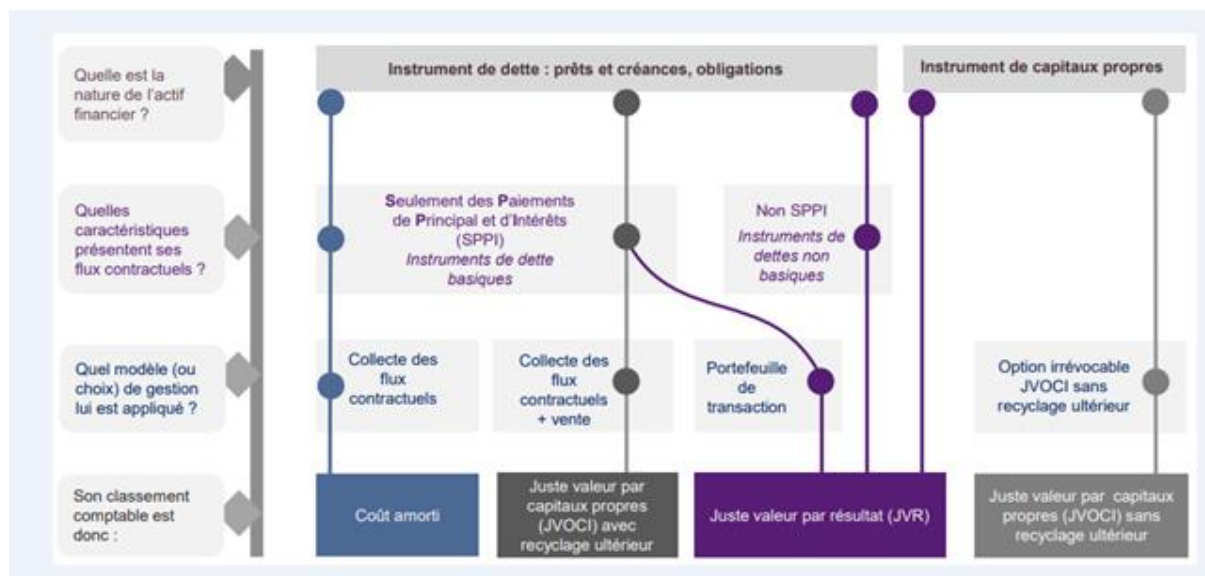 Quelle est la
nature de l'actif
financier ?
Instrument de dette : prêts et créances, obligations
Instrument de capitaux propres
Quelles
caractéristiques
présentent ses
flux contractuels ?
Seulement des Paiements
de Principal et d'Intérêts
(SPPI)
Instruments de dette
basiques
Non SPPI
Instruments de
dettes non
basiques
Quel modèle (ou
choix) de gestion
lui est appliqué ?
Collecte des
flux
contractuels
Collecte des
flux
contractuels
+ vente
Portefeuille
de
transaction
Option irrévocable
JVOCI sans
recyclage ultérieur
Son classement
comptable est
donc :
Coût amorti
Juste valeur par
capitaux propres
(JVOCI) avec
recyclage ultérieur
Juste valeur par résultat (JVR)
Juste valeur par capitaux
propres (JVOCI) sans
recyclage ultérieur